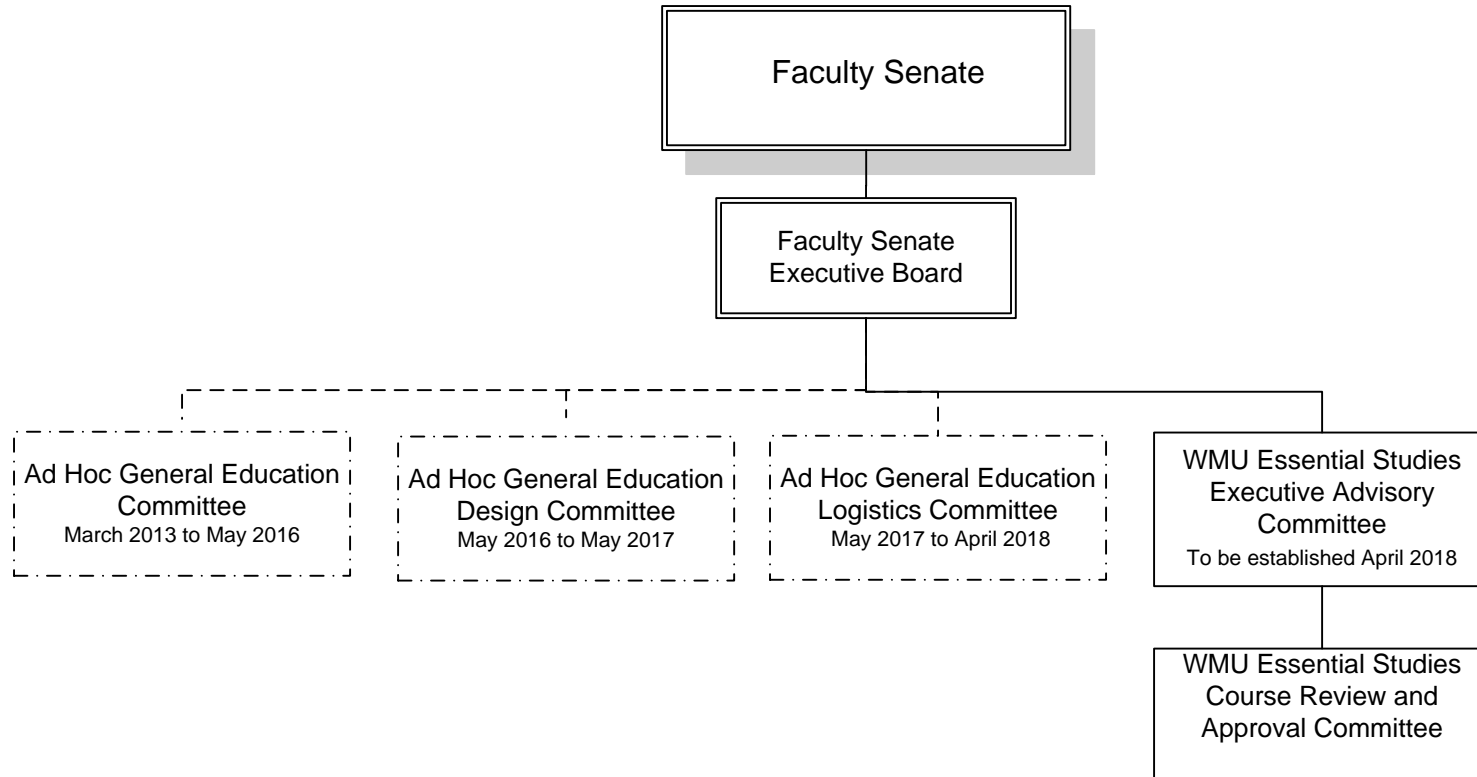 Faculty Senate
Faculty Senate
Executive Board
Ad Hoc General Education
Committee
March 2013 to May 2016
Ad Hoc General Education
Design Committee
May 2016 to May 2017
Ad Hoc General Education
Logistics Committee
May 2017 to April 2018
WMU Essential Studies
Executive Advisory
Committee
To be established April 2018
WMU Essential Studies
Course Review and
Approval Committee